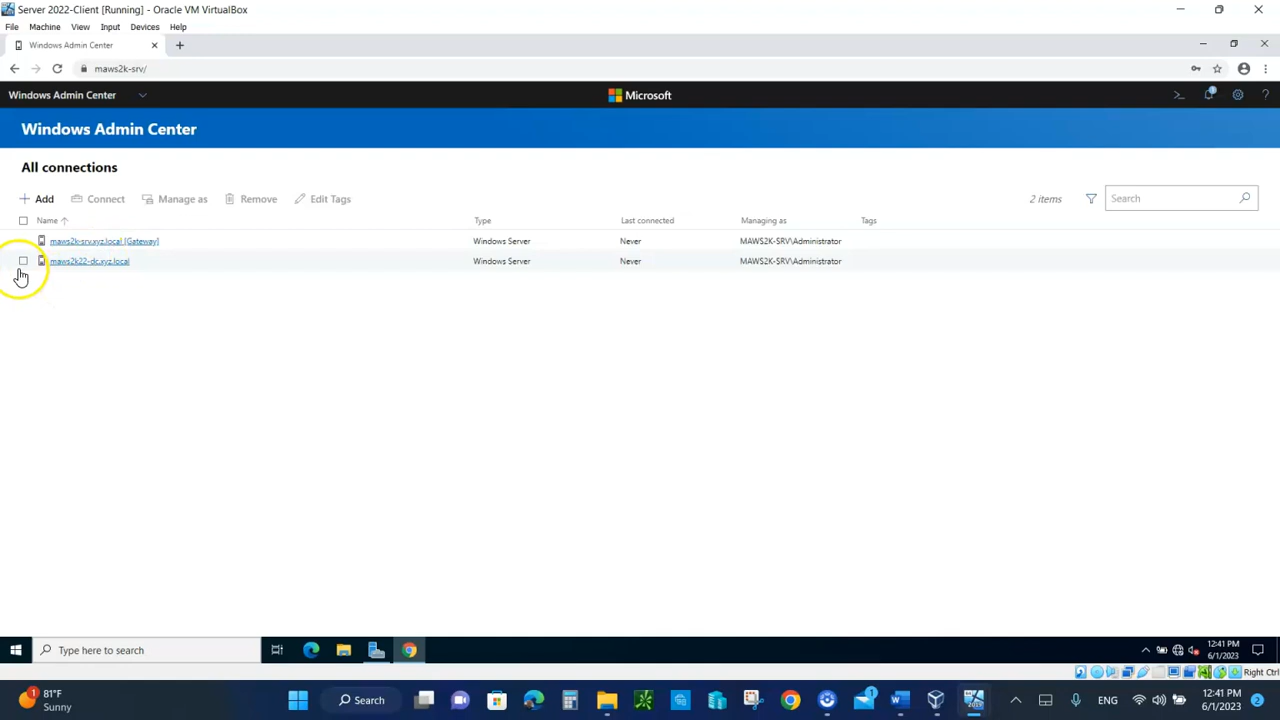 Server 2022-Client [Running] - Oracle VM VirtualBox
File Machine View Input Devices Help
Windows Admin Center
maws2k-srv/
Windows Admin Center Microsoft
Windows Admin Center
All connections
Add Connect Manage as Remove Edit Tags 2 items Search
Name Type Last connected Managing as Tags
maws2k-srv.xyz.local [Gateway] Windows Server Never MAWS2K-SRV\Administrator
maws2k22-dc.xyz.local Windows Server Never MAWS2K-SRV\Administrator
Type here to search 12:41 PM
6/1/2023
Right Ctrl
81°F
Sunny
Search
ENG
12:41 PM
6/1/2023